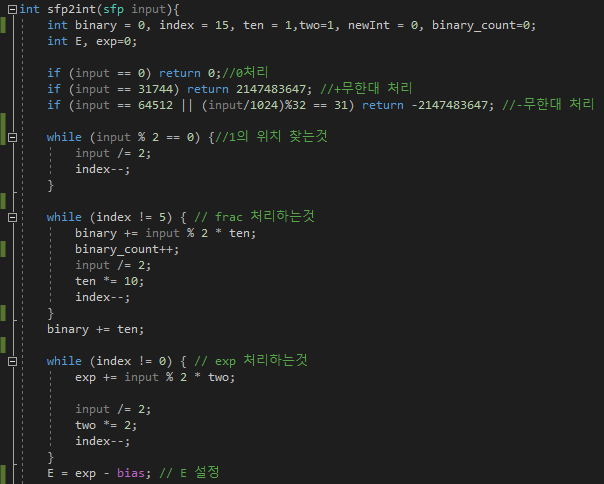 int sfp2int(sfp input){
int binary = 0, index = 15, ten = 1,two=1, newInt = 0, binary_count=0;
int E, exp=0;
if (input == 0) return 0;//0처리
if (input == 31744) return 2147483647; //+무한대 처리
if (input == 64512 || (input/1024)%32 == 31) return -2147483647; //-무한대 처리
while (input % 2 == 0) {//1의 위치 찾는것
input /= 2;
index--;
}
while (index != 5) { // frac 처리하는것
binary += input % 2 * ten;
binary_count++;
input /= 2;
ten *= 10;
index--;
}
binary += ten;
while (index != 0) { // exp 처리하는것
exp += input % 2 * two;
input /= 2;
two *= 2;
index--;
}
E = exp - bias; // E 설정